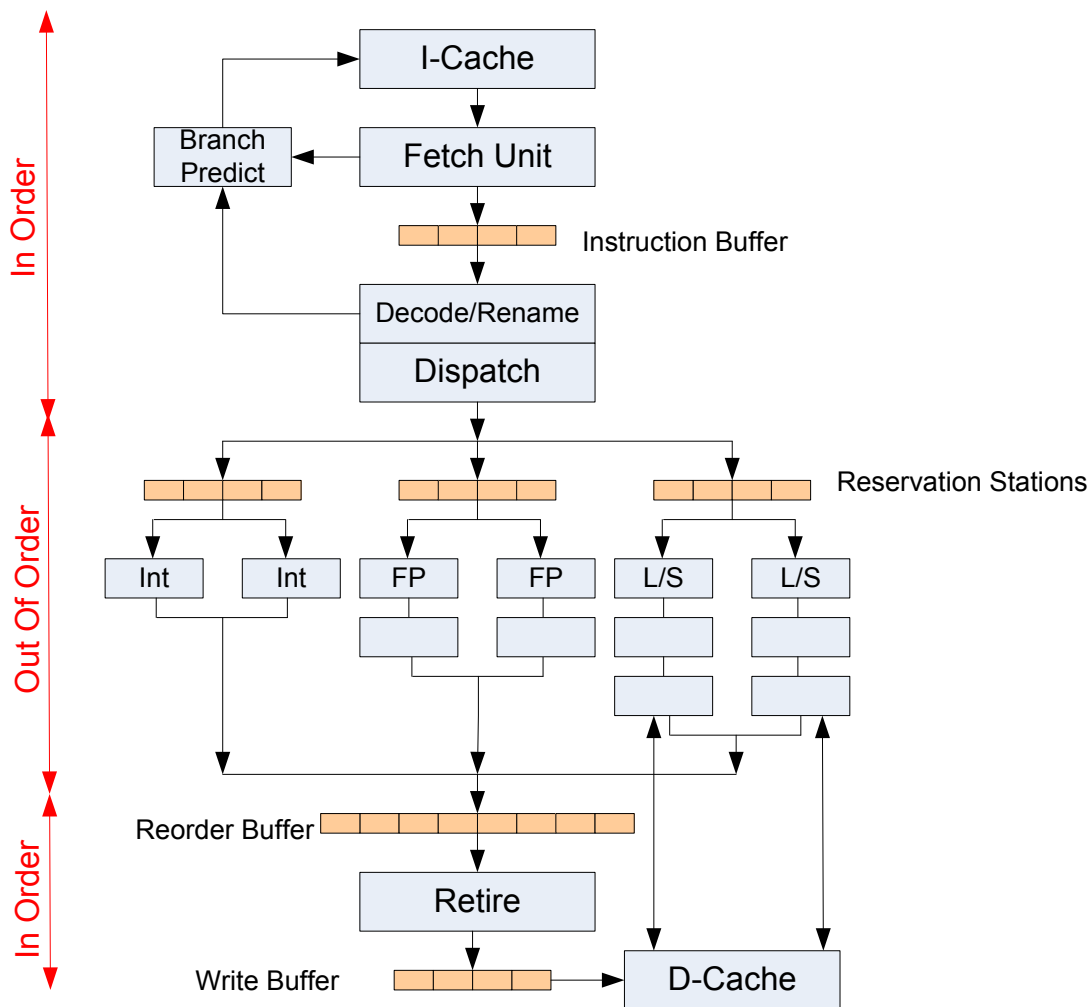 I-Cache
Branch
Predict
Fetch Unit
In Order
Instruction Buffer
Decode/Rename
Dispatch
Reservation Stations
Out Of Order
Int
Int
FP
FP
L/S
L/S
Reorder Buffer
In Order
Retire
Write Buffer
D-Cache